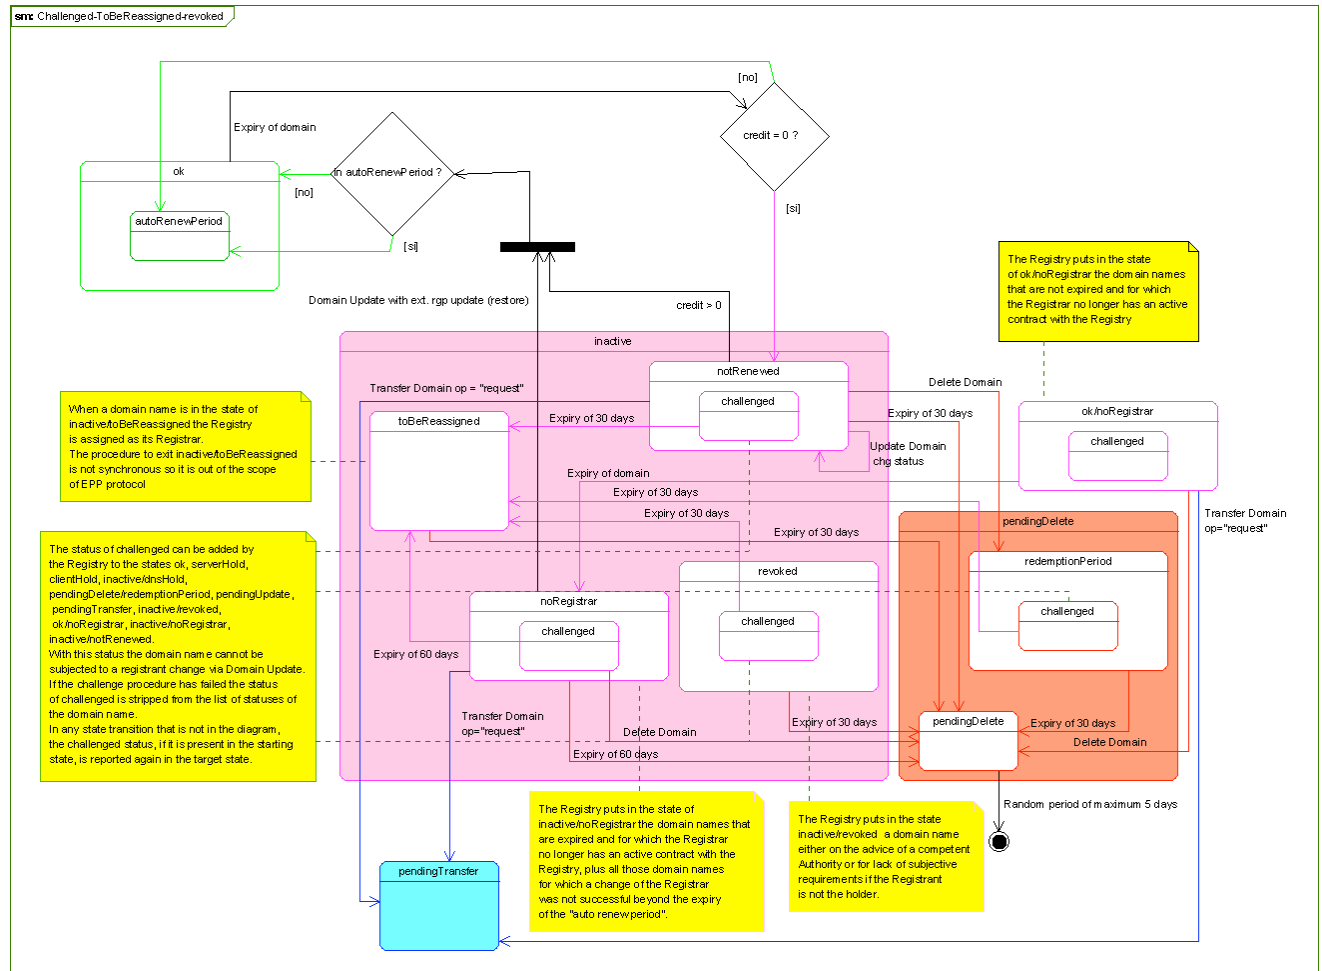 sm: Challenged-ToBeReassigned-revoked
[no]
Expiry of domain
credit = 0 ?
ok
in autoRenewPeriod ?
[no]
autoRenewPeriod
[si]
[si]
The Registry puts in the state
of ok/noRegistrar the domain names
that are not expired and for which
the Registrar no longer has an active
contract with the Registry
Domain Update with ext. rgp update (restore)
credit > 0
inactive
notRenewed
Transfer Domain op = "request"
Delete Domain
challenged
When a domain name is in the state of
inactive/toBeReassigned the Registry
is assigned as its Registrar.
The procedure to exit inactive/toBeReassigned
is not synchronous so it is out of the scope
of EPP protocol
toBeReassigned
Expiry of 30 days
Expiry of 30 days
ok/noRegistrar
challenged
Update Domain
chg status
Expiry of domain
Expiry of 30 days
Expiry of 30 days
Transfer Domain
op="request"
Expiry of 30 days
pendingDelete
The status of challenged can be added by
the Registry to the states ok, serverHold,
clientHold, inactive/dnsHold,
pendingDelete/redemptionPeriod, pendingUpdate,
pendingTransfer, inactive/revoked,
ok/noRegistrar, inactive/noRegistrar,
inactive/notRenewed.
With this status the domain name cannot be
subjected to a registrant change via Domain Update.
If the challenge procedure has failed the status
of challenged is stripped from the list of statuses of
the domain name.
In any state transition that is not in the diagram,
the challenged status, if it is present in the starting
state, is reported again in the target state.
redemptionPeriod
revoked
noRegistrar
challenged
challenged
challenged
Expiry of 60 days
Transfer Domain
op="request"
Delete Domain
Expiry of 30 days
pendingDelete
Expiry of 30 days
Delete Domain
Expiry of 60 days
Random period of maximum 5 days
The Registry puts in the state of
inactive/noRegistrar the domain names that
are expired and for which the Registrar
no longer has an active contract with the
Registry, plus all those domain names
for which a change of the Registrar
was not successful beyond the expiry
of the "auto renew period".
The Registry puts in the state
inactive/revoked a domain name
either on the advice of a competent
Authority or for lack of subjective
requirements if the Registrant
is not the holder.
pendingTransfer